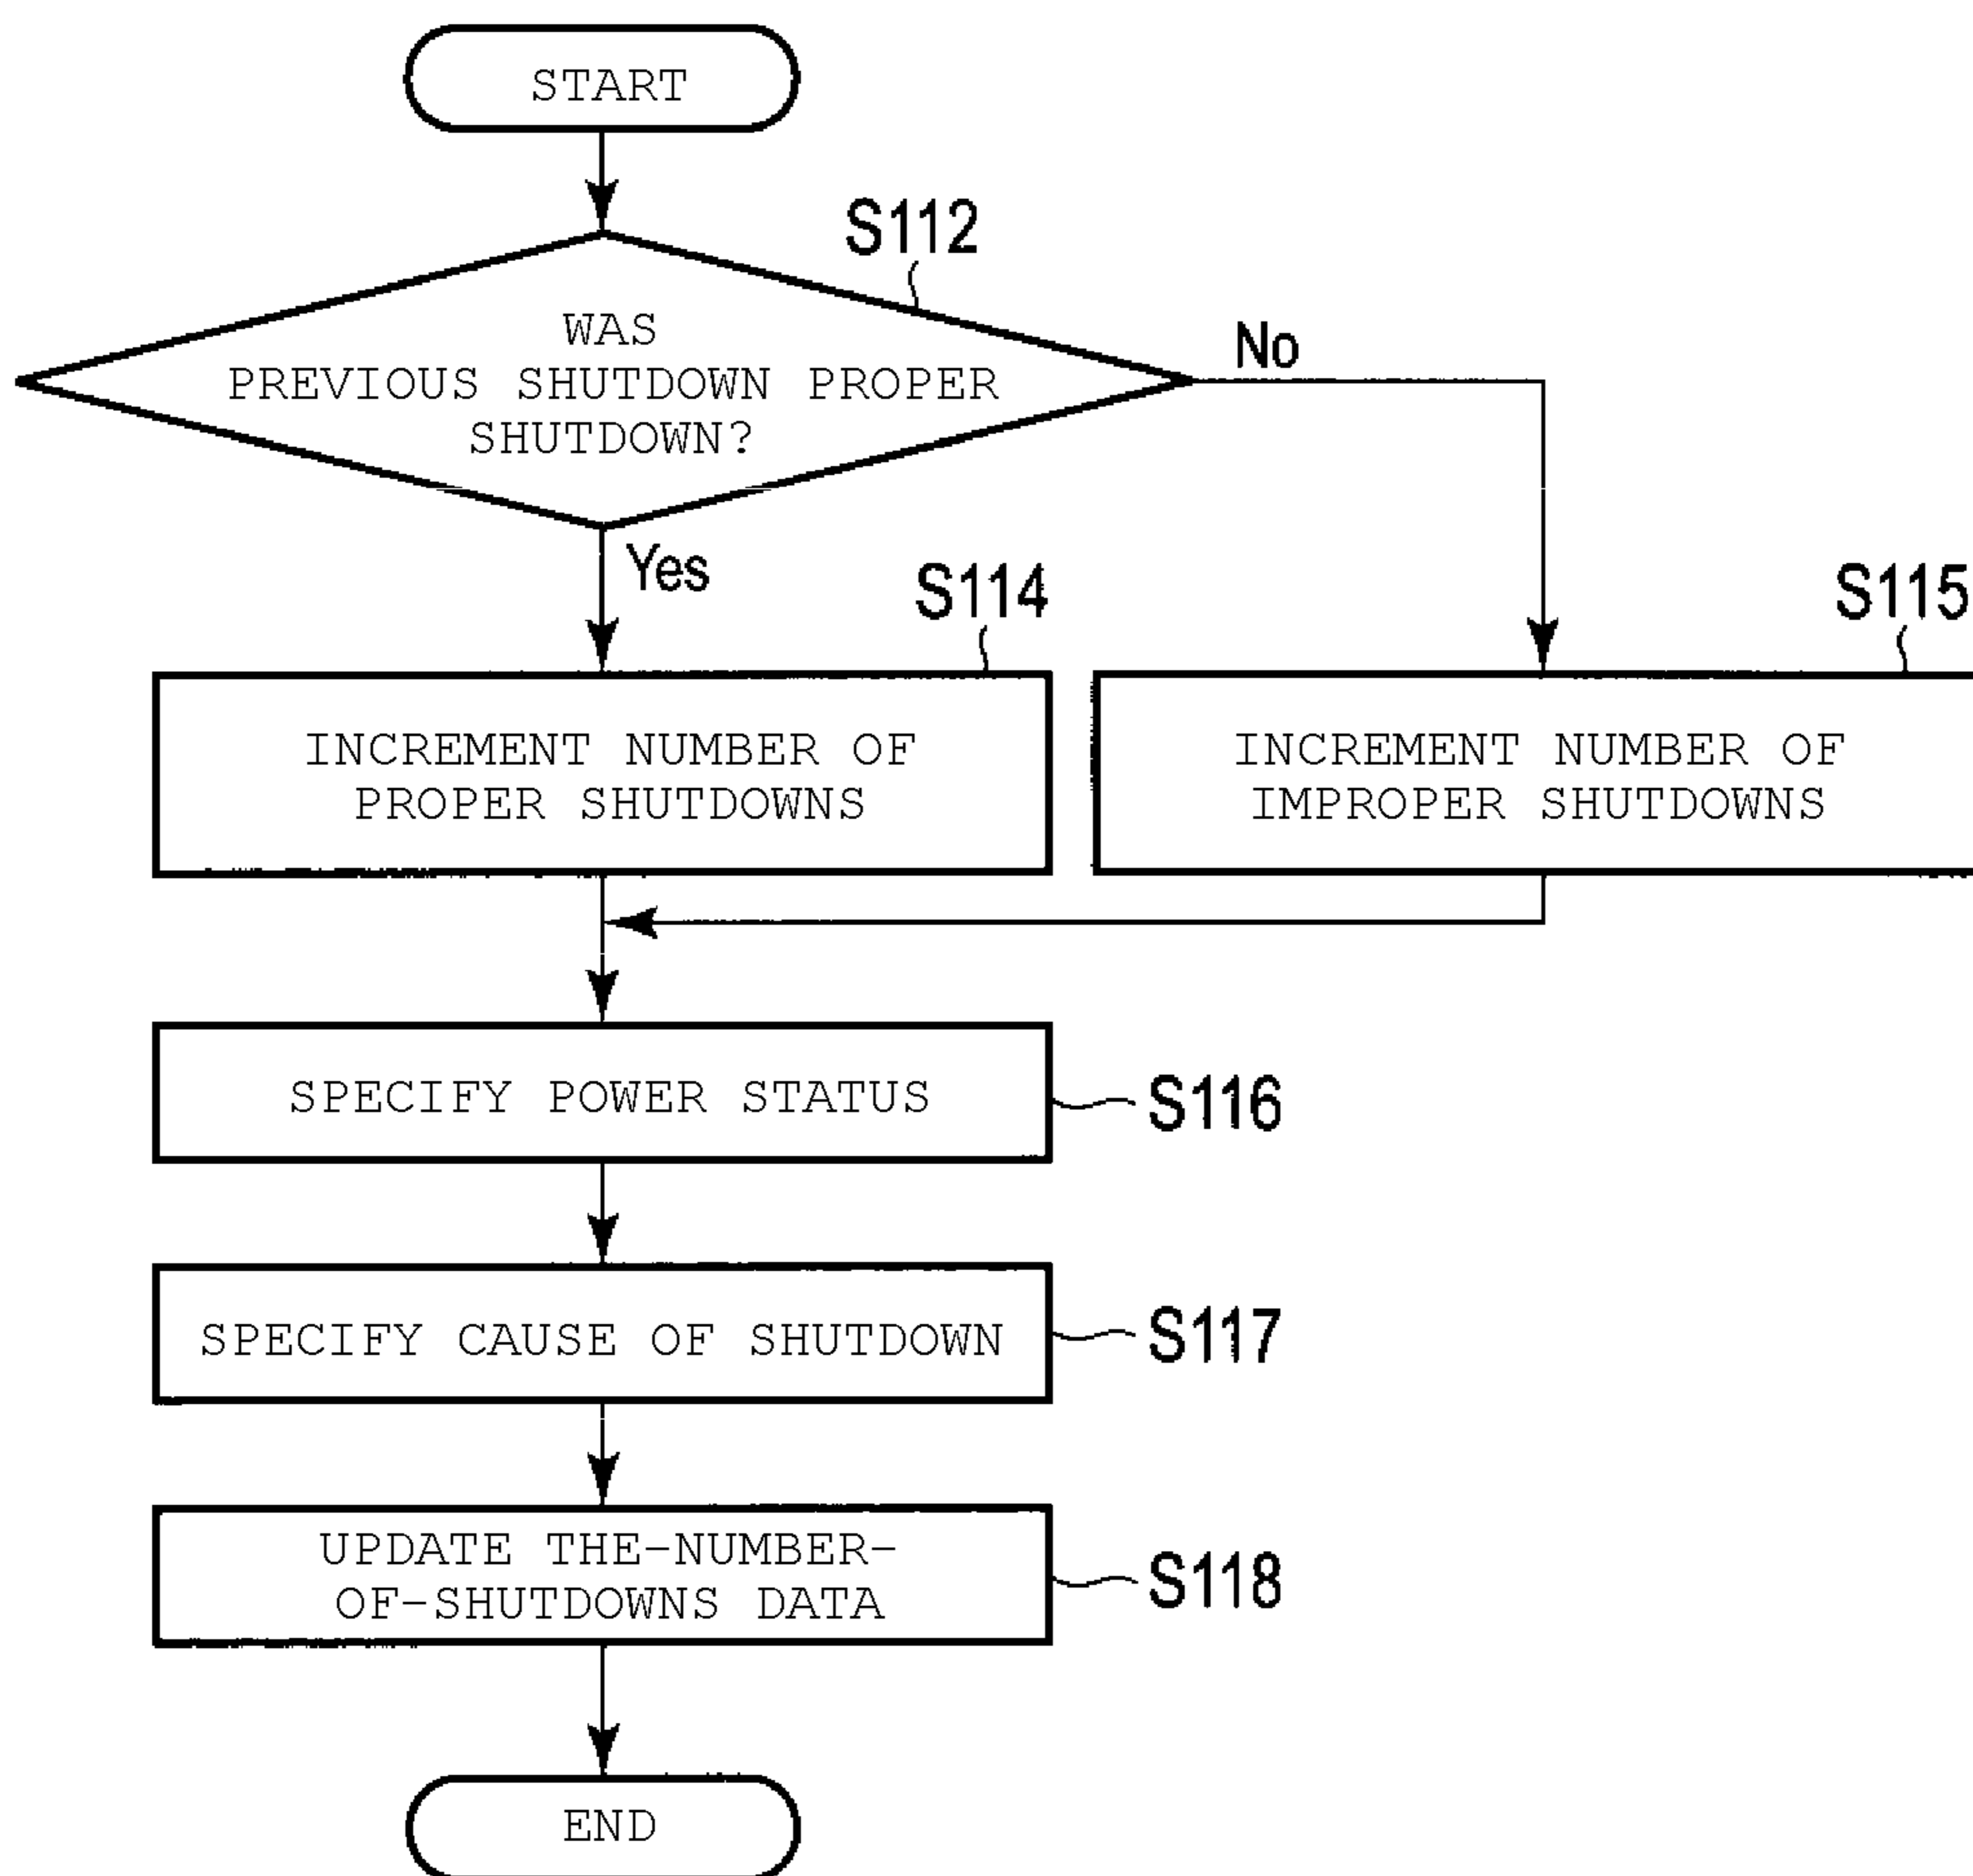 START
S112
WAS
PREVIOUS SHUTDOWN PROPER
SHUTDOWN?
No
Yes
S114
S115
INCREMENT NUMBER OF
PROPER SHUTDOWNS
INCREMENT NUMBER OF
IMPROPER SHUTDOWNS
SPECIFY POWER STATUS
S116
SPECIFY CAUSE OF SHUTDOWN
S117
UPDATE THE-NUMBER-
OF-SHUTDOWNS DATA
S118
END